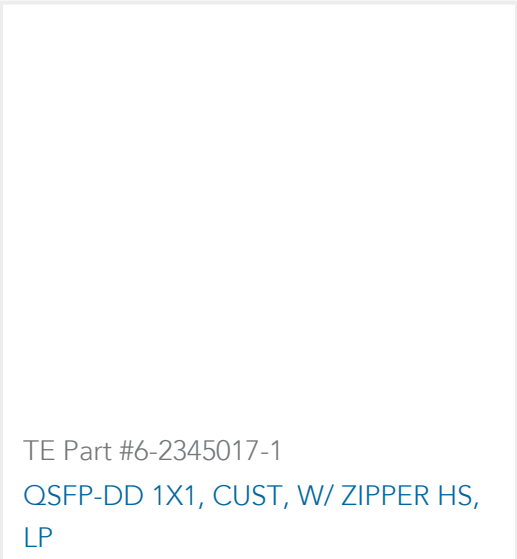 TE Part #6-2345017-1
QSFP-DD 1X1, CUST, W/ ZIPPER HS,
LP